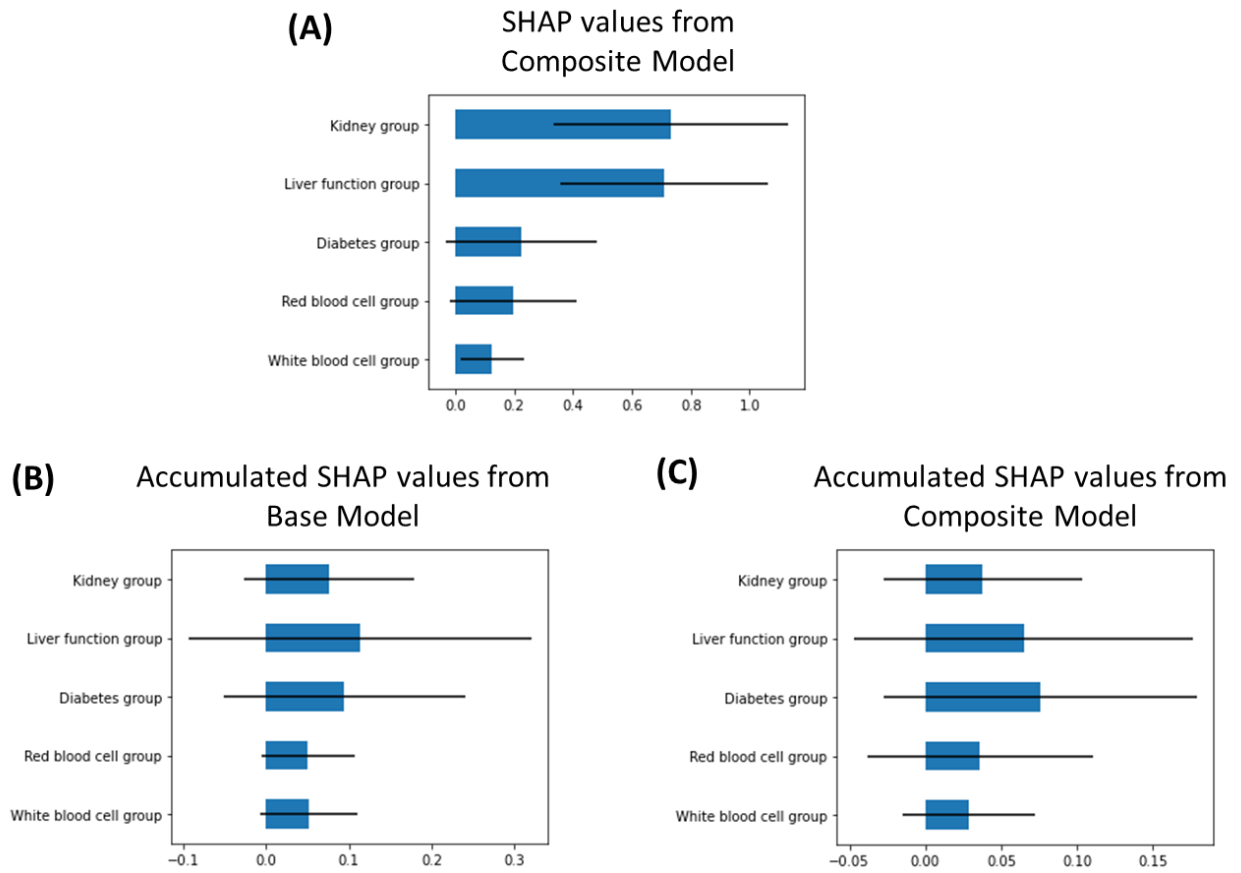 (A)
SHAP values from
Composite Model
Kidney group
Liver function group
Diabetes group
Red blood cell group
White blood cell group
0.0 0.2 0.4 0.6 0.8 1.0
(B)
Accumulated SHAP values from
Base Model
Kidney group
Liver function group
Diabetes group
Red blood cell group
White blood cell group
−0.1 0.0 0.1 0.2 0.3
(C)
Accumulated SHAP values from
Composite Model
Kidney group
Liver function group
Diabetes group
Red blood cell group
White blood cell group
−0.05 0.00 0.05 0.10 0.15